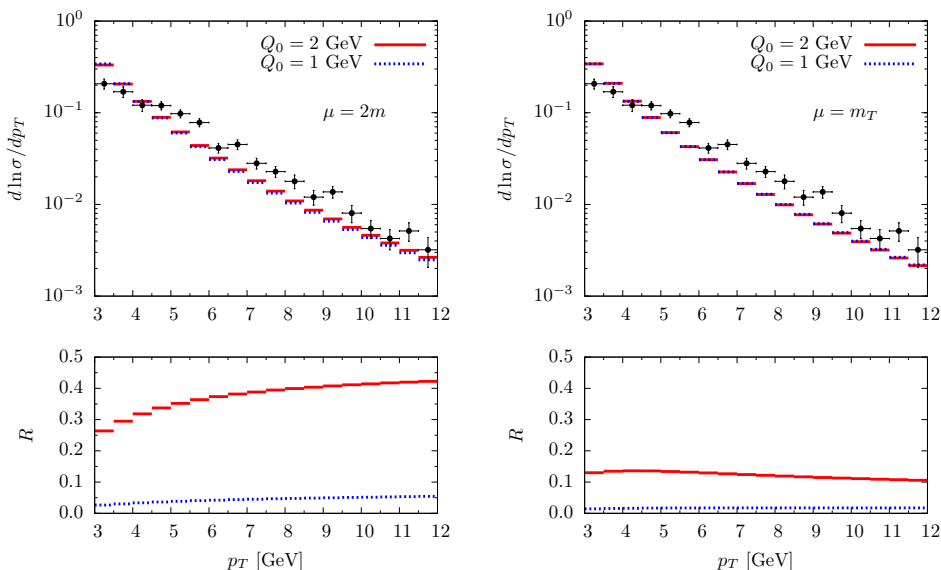 10^0
10^{-1}
10^{-2}
10^{-3}
d ln σ/dp_T
Q_0 = 2 GeV
Q_0 = 1 GeV
μ = 2m
3 4 5 6 7 8 9 10 11 12
10^0
10^{-1}
10^{-2}
10^{-3}
d ln σ/dp_T
Q_0 = 2 GeV
Q_0 = 1 GeV
μ = m_T
3 4 5 6 7 8 9 10 11 12
0.5
0.4
0.3
0.2
0.1
0.0
R
3 4 5 6 7 8 9 10 11 12
p_T [GeV]
0.5
0.4
0.3
0.2
0.1
0.0
R
3 4 5 6 7 8 9 10 11 12
p_T [GeV]